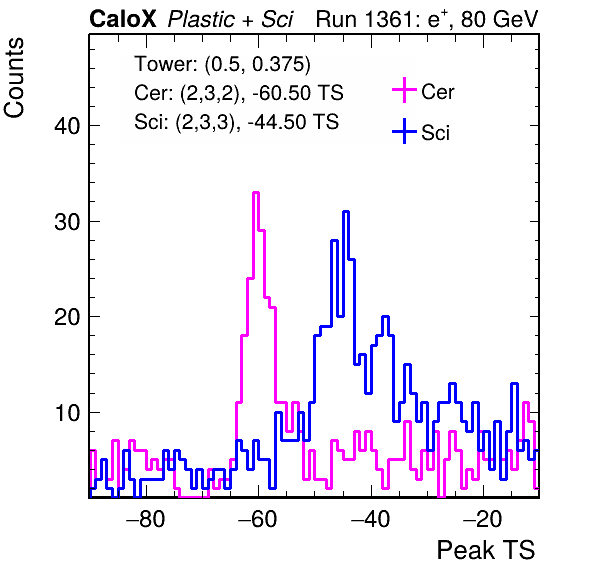 CaloX Plastic + Sci Run 1361: e+, 80 GeV
Counts
Tower: (0.5, 0.375)
Cer: (2,3,2), -60.50 TS
Sci: (2,3,3), -44.50 TS
Cer
Sci
40
30
20
10
−80 −60 −40 −20
Peak TS